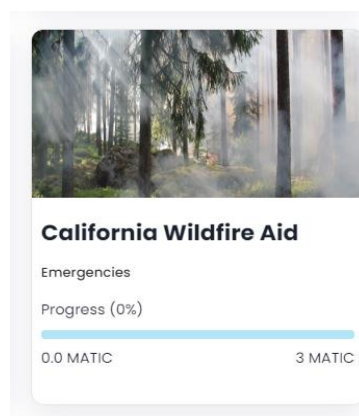 California Wildfire Aid
Emergencies
Progress (0%)
0.0 MATIC 3 MATIC